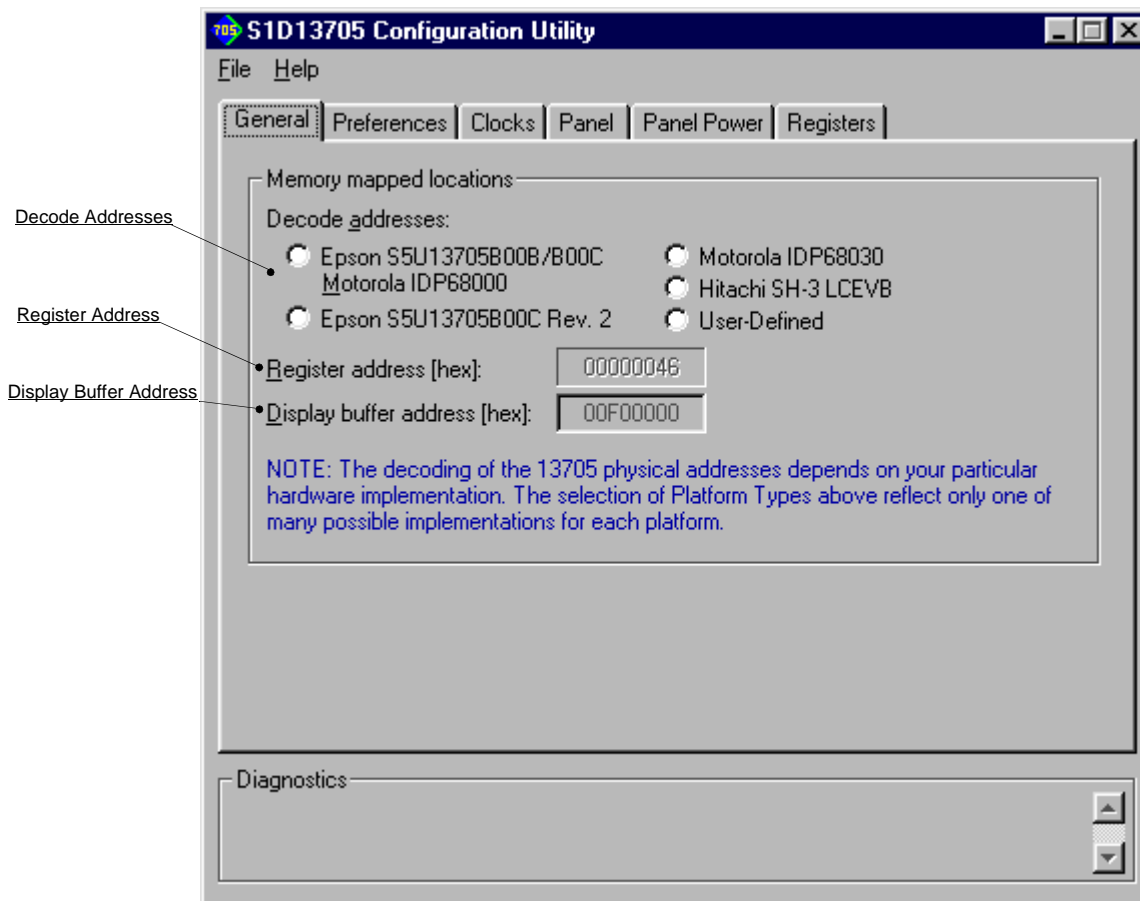 705 S1D13705 Configuration Utility
File Help
General Preferences Clocks Panel Panel Power Registers
Memory mapped locations
Decode Addresses
Decode addresses:
Epson S5U13705B00B/B00C
Motorola IDP68000
Motorola IDP68030
Hitachi SH-3 LCEVB
Epson S5U13705B00C Rev. 2
User-Defined
Register Address
Register address [hex]: 00000046
Display Buffer Address
Display buffer address [hex]: 00F00000
NOTE: The decoding of the 13705 physical addresses depends on your particular
hardware implementation. The selection of Platform Types above reflect only one of
many possible implementations for each platform.
Diagnostics